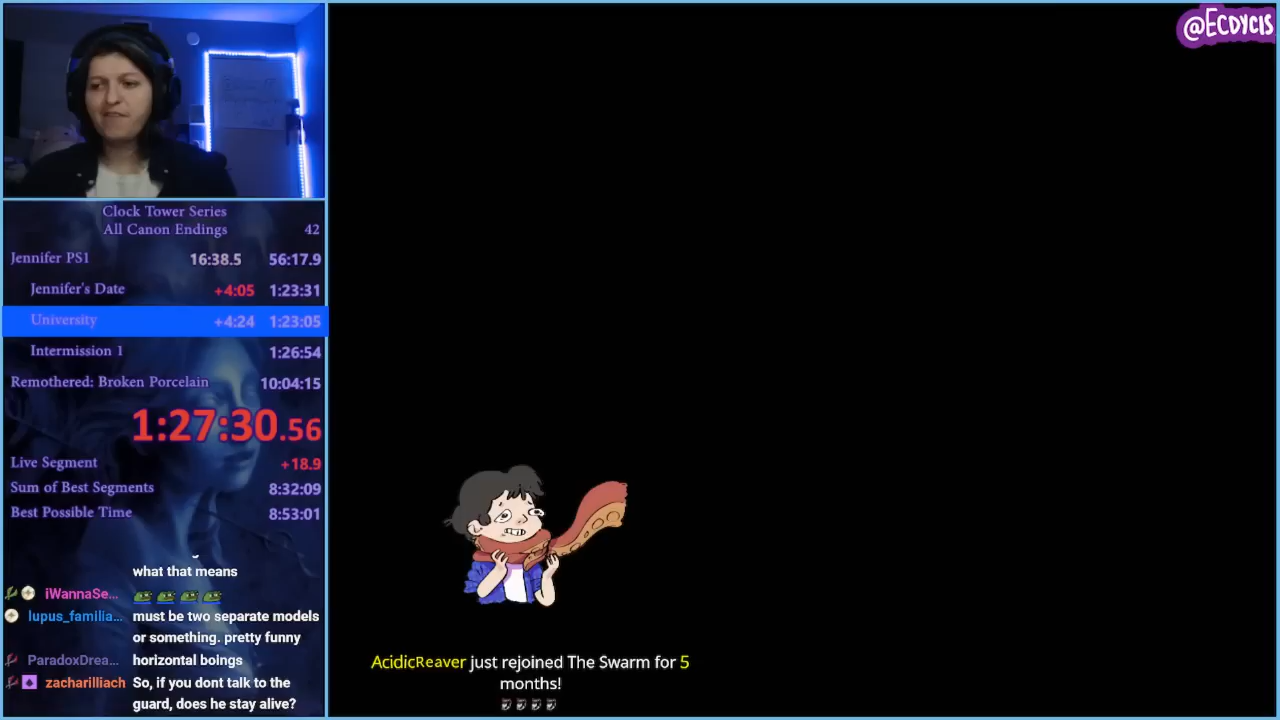 @ECDYCIS
Clock Tower Series
All Canon Endings 42
Jennifer PS1 16:38.5 56:17.9
Jennifer's Date +4:05 1:23:31
University +4:24 1:23:05
Intermission 1 1:26:54
Remothered: Broken Porcelain 10:04:15
1:27:30.56
Live Segment +18.9
Sum of Best Segments 8:32:09
Best Possible Time 8:53:01
what that means
iWannaSe...
lupus_familia... must be two separate models
or something. pretty funny
ParadoxDrea... horizontal boings
zacharilliach So, if you dont talk to the
guard, does he stay alive?
AcidicReaver just rejoined The Swarm for 5
months!